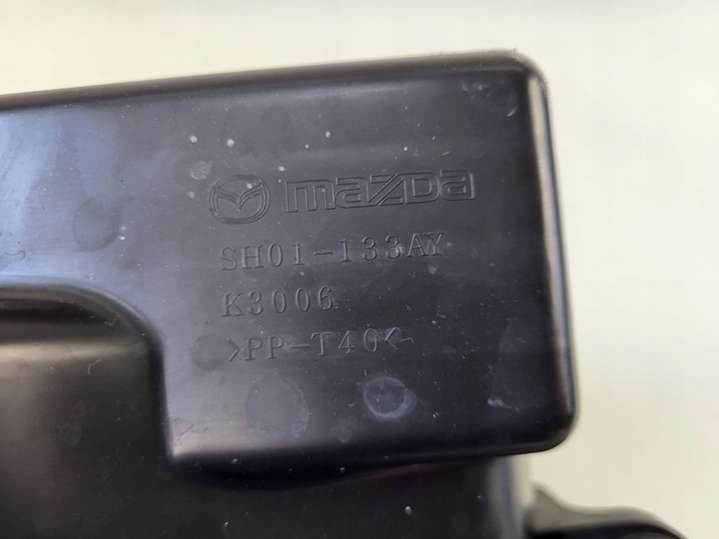 mazda
SH01-133AY
K3006
>PP-T40<